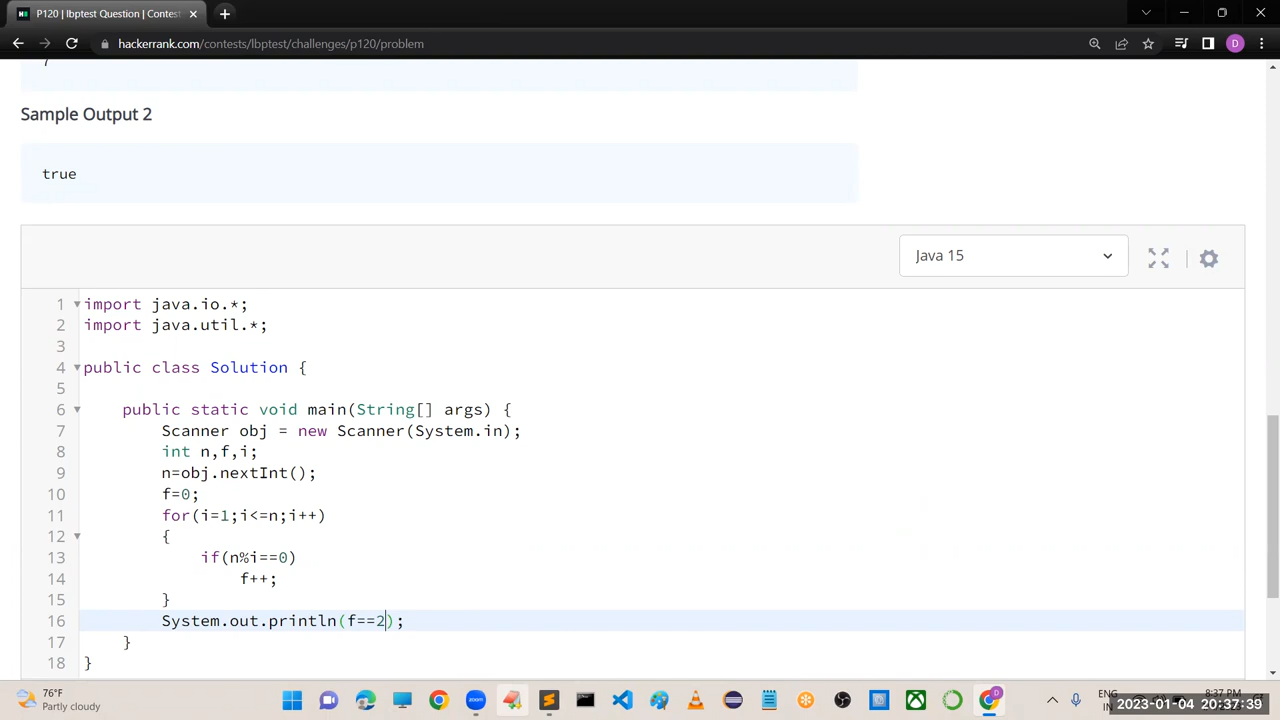 P120 | lbptest Question | Contes
hackerrank.com/contests/lbptest/challenges/p120/problem
Sample Output 2
true
Java 15
1 import java.io.*;
2 import java.util.*;
3
4 public class Solution {
5
6 public static void main(String[] args) {
7 Scanner obj = new Scanner(System.in);
8 int n,f,i;
9 n=obj.nextInt();
10 f=0;
11 for(i=1;i<=n;i++)
12 {
13 if(n%i==0)
14 f++;
15 }
16 System.out.println(f==2);
17 }
18 }
76°F
Partly cloudy
zoom
ENG
IN
8:37 PM
2023-01-04 20:37:39
D